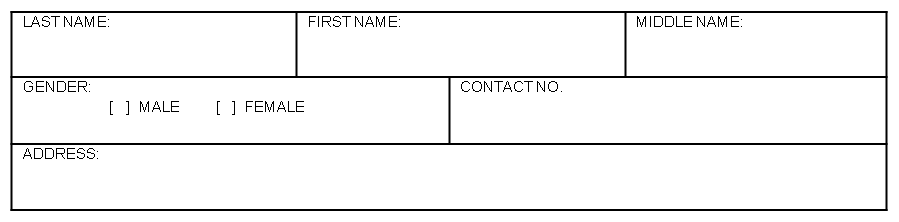 LAST NAME: FIRST NAME: MIDDLE NAME:
GENDER: CONTACT NO.
[ ] MALE [ ] FEMALE
ADDRESS: